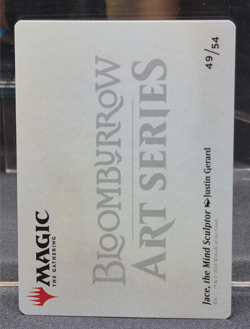 MAGIC
THE GATHERING
BLOOMBURROW
ART SERIES
49/54
Jace, the Mind Sculptor Justin Gerard